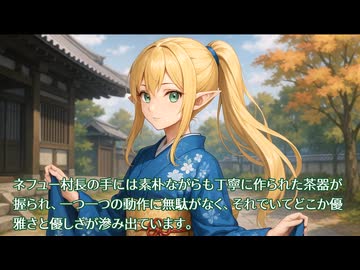 ネフュー村長の手には素朴ながらも丁寧に作られた茶器が
握られ、一つ一つの動作に無駄がなく、それでいてどこか優
雅さと優しさが滲み出ています。